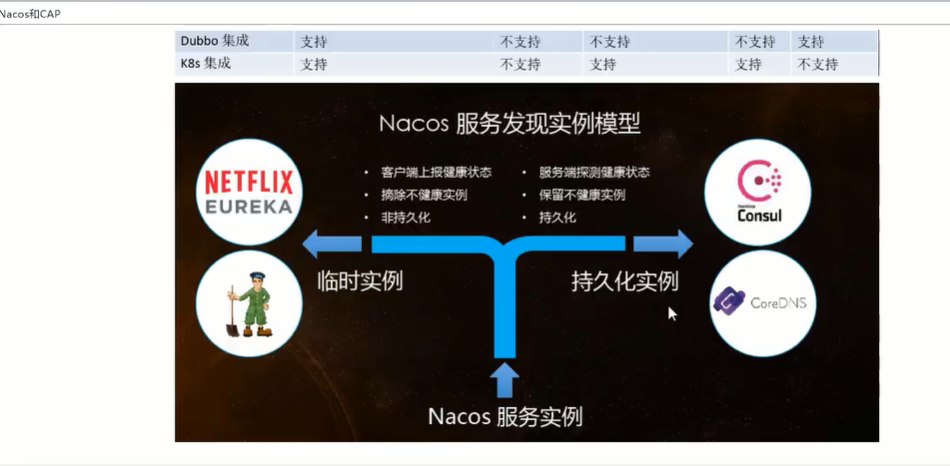 Nacos和CAP
Dubbo 集成 支持 不支持 不支持 不支持 支持
K8s 集成 支持 不支持 支持 支持 不支持
Nacos 服务发现实例模型
• 客户端上报健康状态
• 摘除不健康实例
• 非持久化
• 服务端探测健康状态
• 保留不健康实例
• 持久化
NETFLIX
EUREKA
临时实例
持久化实例
HashiCorp
Consul
CoreDNS
Nacos 服务实例